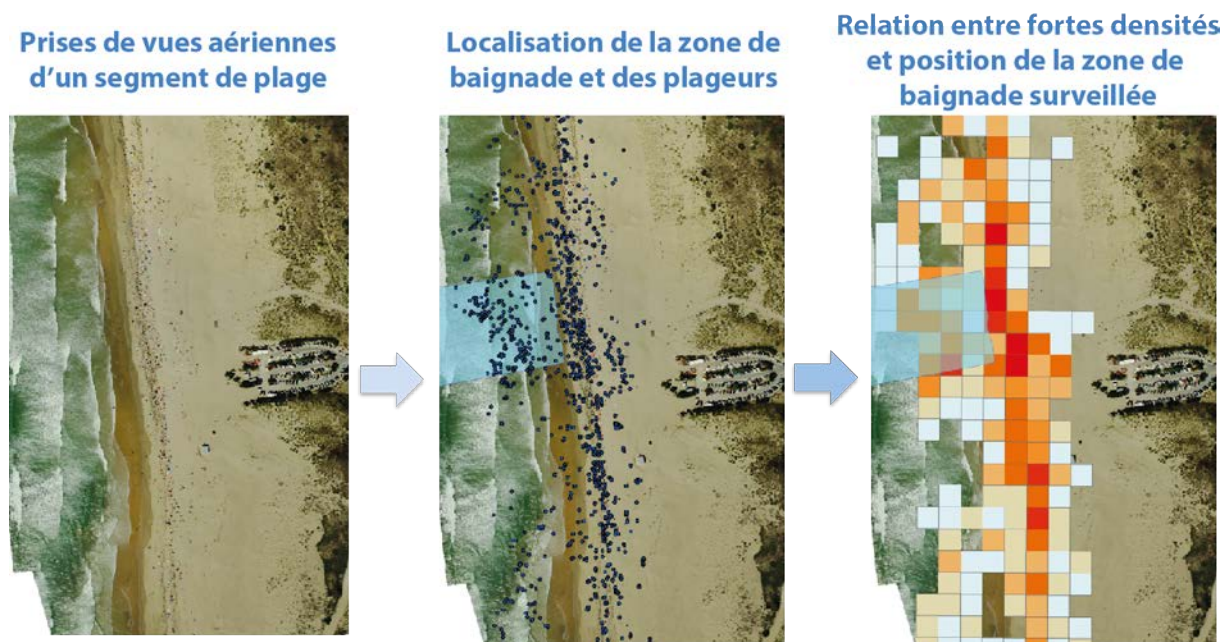 Prises de vues aériennes
d’un segment de plage
Localisation de la zone de
baignade et des plageurs
Relation entre fortes densités
et position de la zone de
baignade surveillée